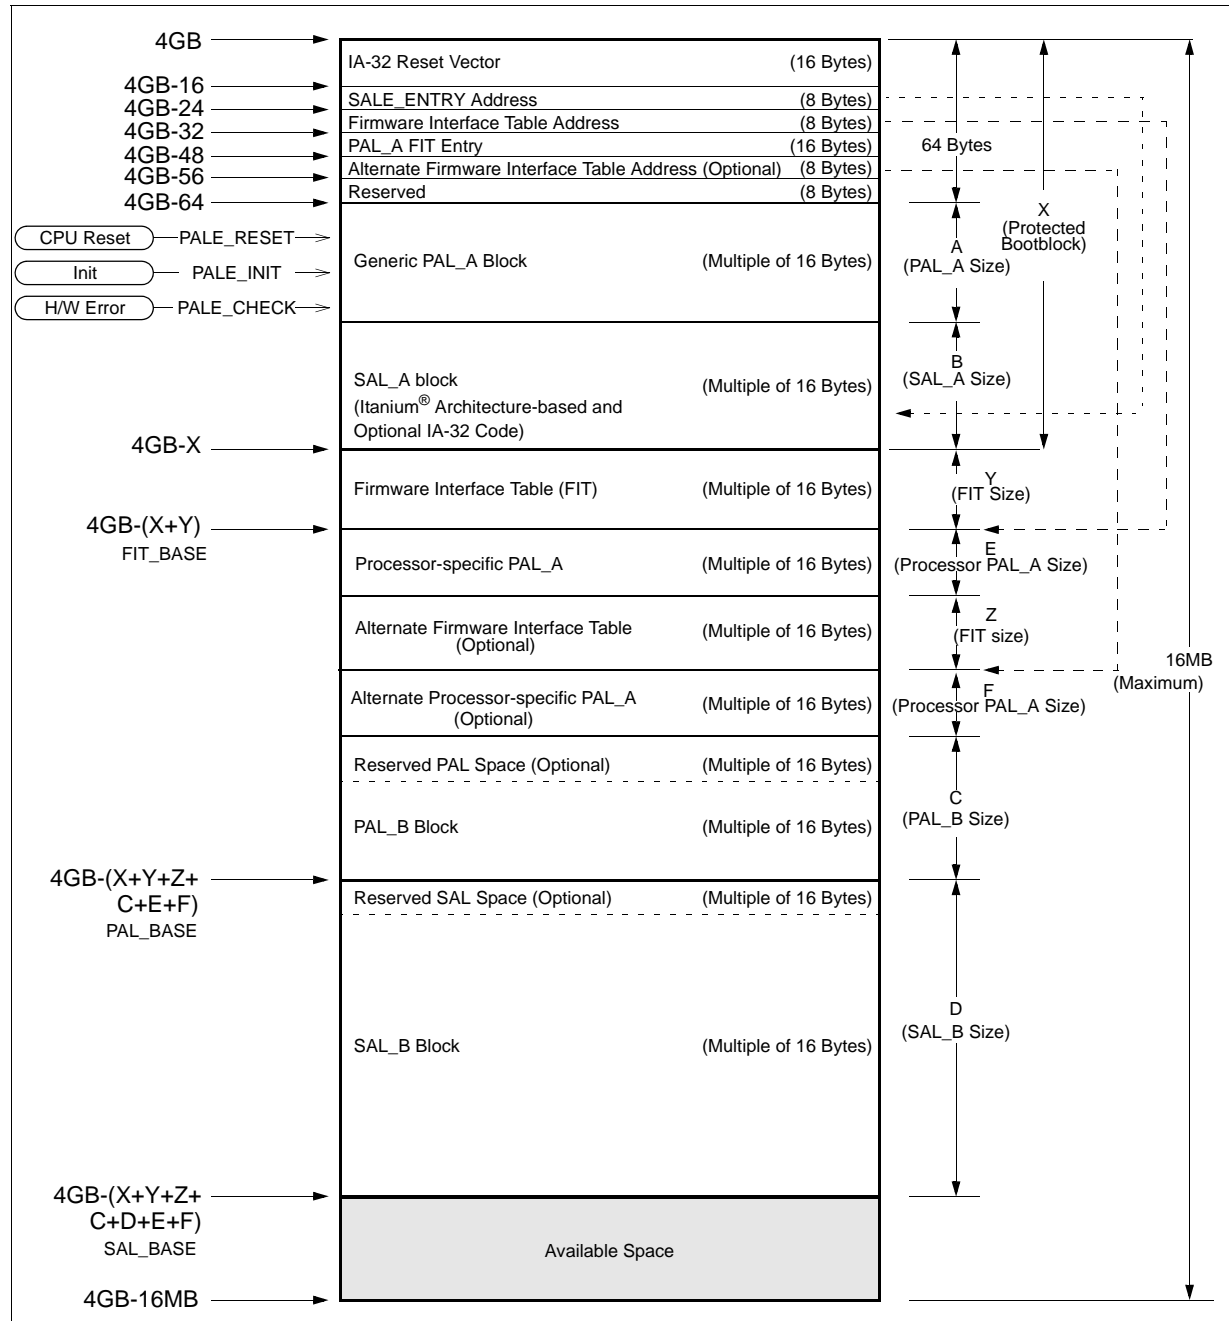 4GB
IA-32 Reset Vector (16 Bytes)
4GB-16
SALE_ENTRY Address (8 Bytes)
4GB-24
Firmware Interface Table Address (8 Bytes)
4GB-32
PAL_A FIT Entry (16 Bytes)
64 Bytes
4GB-48
Alternate Firmware Interface Table Address (Optional) (8 Bytes)
4GB-56
Reserved (8 Bytes)
4GB-64
X
(Protected
Bootblock)
CPU Reset PALE_RESET
Init PALE_INIT
H/W Error PALE_CHECK
Generic PAL_A Block (Multiple of 16 Bytes)
A
(PAL_A Size)
SAL_A block (Multiple of 16 Bytes)
(Itanium® Architecture-based and
Optional IA-32 Code)
B
(SAL_A Size)
4GB-X
Firmware Interface Table (FIT) (Multiple of 16 Bytes)
Y
(FIT Size)
4GB-(X+Y)
FIT_BASE
Processor-specific PAL_A (Multiple of 16 Bytes)
E
(Processor PAL_A Size)
Alternate Firmware Interface Table (Multiple of 16 Bytes)
(Optional)
Z
(FIT size)
16MB
(Maximum)
Alternate Processor-specific PAL_A (Multiple of 16 Bytes)
(Optional)
F
(Processor PAL_A Size)
Reserved PAL Space (Optional) (Multiple of 16 Bytes)
PAL_B Block (Multiple of 16 Bytes)
C
(PAL_B Size)
4GB-(X+Y+Z+
C+E+F)
PAL_BASE
Reserved SAL Space (Optional) (Multiple of 16 Bytes)
SAL_B Block (Multiple of 16 Bytes)
D
(SAL_B Size)
4GB-(X+Y+Z+
C+D+E+F)
SAL_BASE
Available Space
4GB-16MB